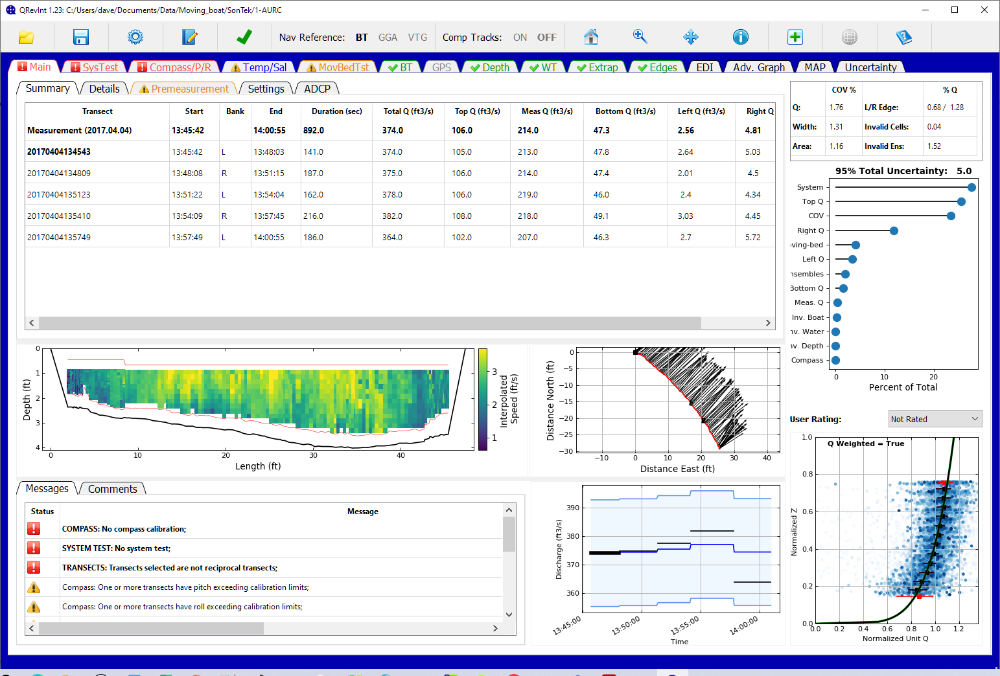 QRevInt 1.23: C:/Users/dave/Documents/Data/Moving_boat/SonTek/1-AURC
Nav Reference: BT GGA VTG Comp Tracks: ON OFF
Main SysTest Compass/P/R Temp/Sal MovBedTst BT GPS Depth WT Extrap Edges EDI Adv. Graph MAP Uncertainty
Summary Details Premeasurement Settings ADCP
Transect Start Bank End Duration (sec) Total Q (ft3/s) Top Q (ft3/s) Meas Q (ft3/s) Bottom Q (ft3/s) Left Q (ft3/s) Right Q
Measurement (2017.04.04) 13:45:42 14:00:55 892.0 374.0 106.0 214.0 47.3 2.56 4.81
20170404134543 13:45:42 L 13:48:03 141.0 374.0 105.0 213.0 47.8 2.64 5.03
20170404134809 13:48:08 R 13:51:15 187.0 375.0 106.0 214.0 47.4 2.01 4.5
20170404135123 13:51:22 L 13:54:04 162.0 378.0 106.0 219.0 46.0 2.4 4.34
20170404135410 13:54:09 R 13:57:45 216.0 382.0 108.0 218.0 49.1 3.03 4.45
20170404135749 13:57:49 L 14:00:55 186.0 364.0 102.0 207.0 46.3 2.7 5.72
COV % % Q
Q: 1.76 L/R Edge: 0.68 / 1.28
Width: 1.31 Invalid Cells: 0.04
Area: 1.16 Invalid Ens: 1.52
95% Total Uncertainty: 5.0
System
Top Q
COV
Right Q
oving-bed
Left Q
nsembles
Bottom Q
Meas. Q
Inv. Boat
nv. Water
nv. Depth
Compass
0 10 20
Percent of Total
User Rating: Not Rated
Depth (ft)
0
1
2
3
4
0 10 20 30 40
Length (ft)
3
2
1
Interpolated
Speed (ft/s)
Distance North (ft)
0
−5
−10
−15
−20
−25
−30
−10 0 10 20 30 40
Distance East (ft)
Messages Comments
Status Message
COMPASS: No compass calibration;
SYSTEM TEST: No system test;
TRANSECTS: Transects selected are not reciprocal transects;
Compass: One or more transects have pitch exceeding calibration limits;
Compass: One or more transects have roll exceeding calibration limits;
Discharge (ft3/s)
390
380
370
360
13:45:00 13:50:00 13:55:00 14:00:00
Time
Q Weighted = True
Normalized Z
1.0
0.8
0.6
0.4
0.2
0.0
0.0 0.2 0.4 0.6 0.8 1.0 1.2
Normalized Unit Q